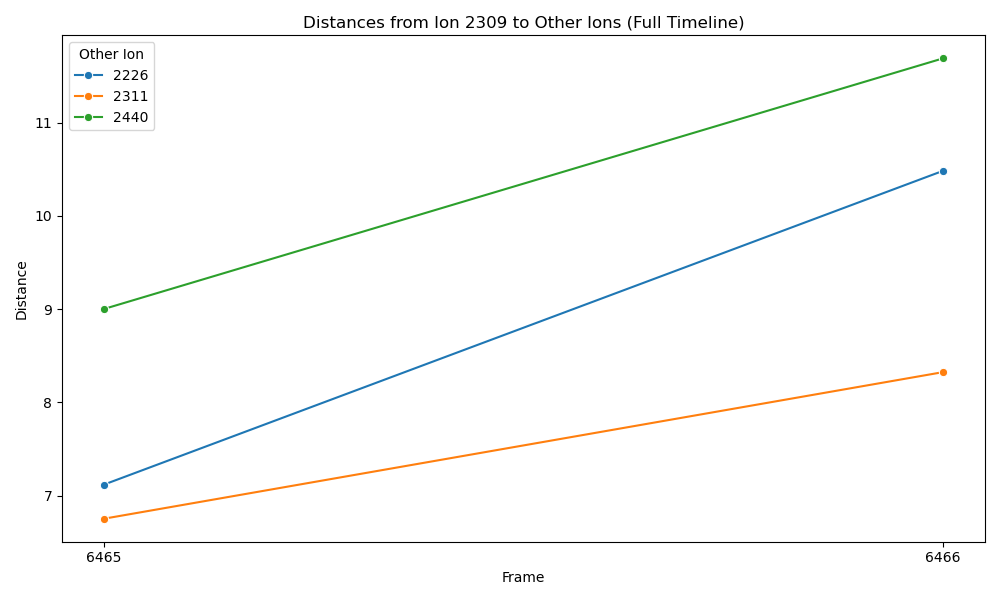 Distances from Ion 2309 to Other Ions (Full Timeline)
Other Ion
2226
2311
2440
11
10
9
8
7
Distance
6465
6466
Frame